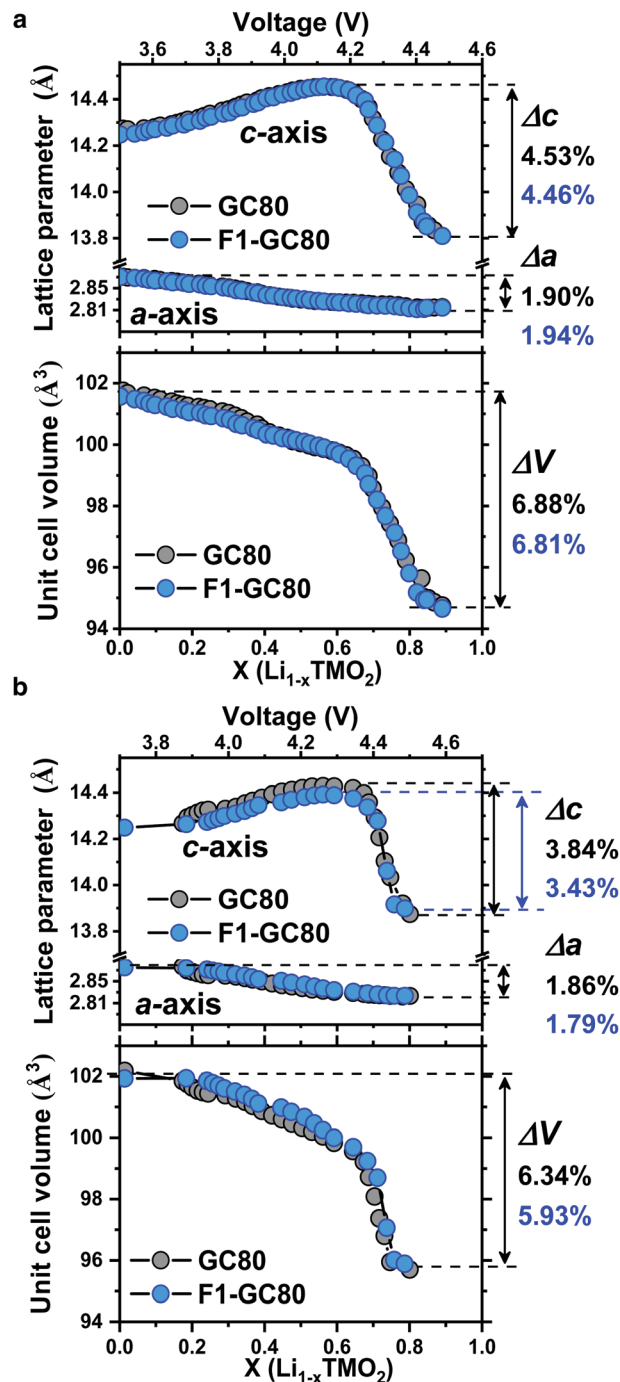 a
Voltage (V)
3.6 3.8 4.0 4.2 4.4 4.6
Lattice parameter (Å)
14.4
14.2
14.0
13.8
2.85
2.81
c-axis
GC80
F1-GC80
a-axis
Δc
4.53%
4.46%
Δa
1.90%
1.94%
Unit cell volume (Å³)
102
100
98
96
94
GC80
F1-GC80
ΔV
6.88%
6.81%
0.0 0.2 0.4 0.6 0.8 1.0
X (Li₁₋ₓTMO₂)
b
Voltage (V)
3.8 4.0 4.2 4.4 4.6
Lattice parameter (Å)
14.4
14.2
14.0
13.8
2.85
2.81
c-axis
GC80
F1-GC80
a-axis
Δc
3.84%
3.43%
Δa
1.86%
1.79%
Unit cell volume (Å³)
102
100
98
96
94
GC80
F1-GC80
ΔV
6.34%
5.93%
0.0 0.2 0.4 0.6 0.8 1.0
X (Li₁₋ₓTMO₂)